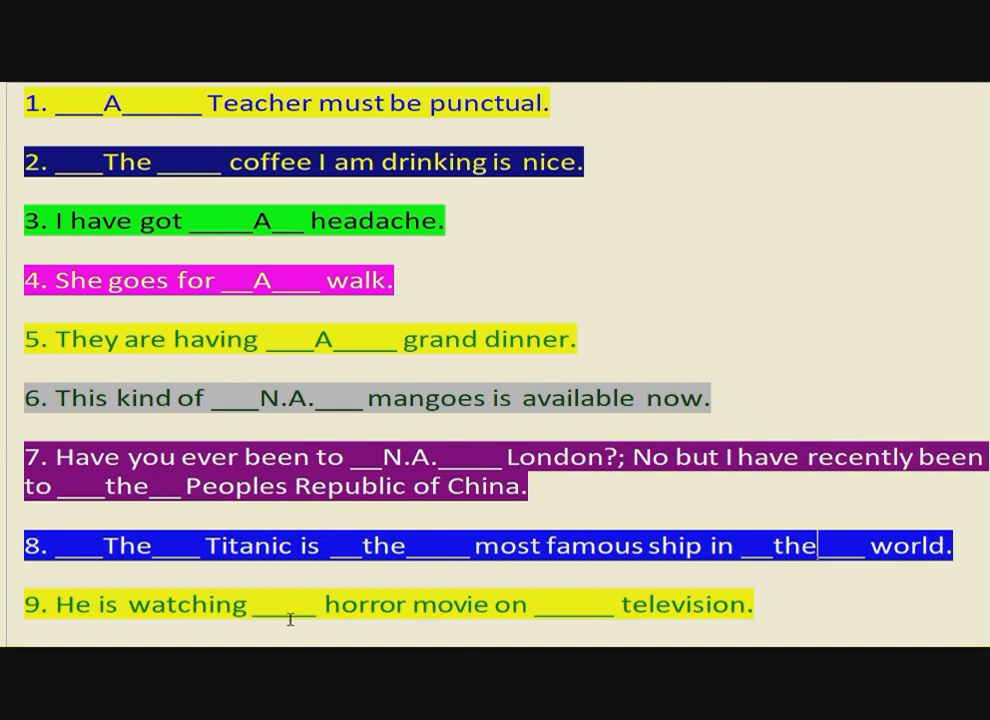 1. ____A______ Teacher must be punctual.
2. ____The _____ coffee I am drinking is nice.
3. I have got _____A__ headache.
4. She goes for __A____ walk.
5. They are having ____A_____ grand dinner.
6. This kind of ____N.A.____ mangoes is available now.
7. Have you ever been to __N.A._____ London?; No but I have recently been
to ____the__ Peoples Republic of China.
8. ____The____ Titanic is __the_____ most famous ship in __the____ world.
9. He is watching _____ horror movie on ______ television.